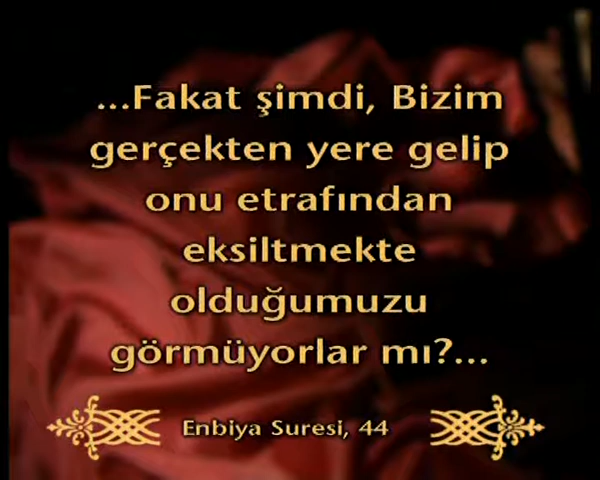 ...Fakat şimdi, Bizim
gerçekten yere gelip
onu etrafından
eksiltmekte
olduğumuzu
görmüyorlar mı?...
Enbiya Suresi, 44